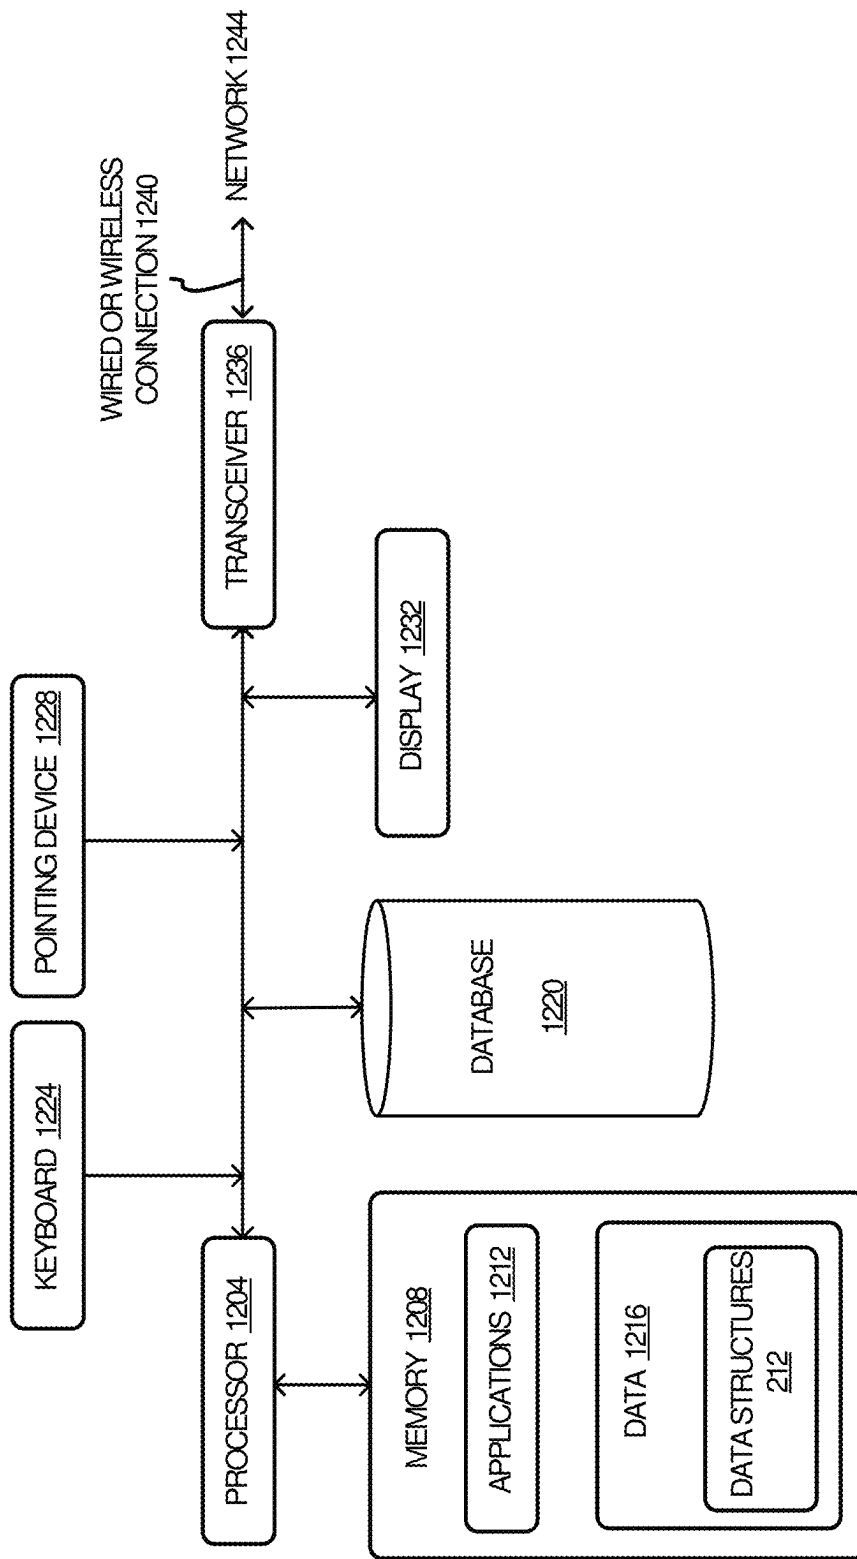 KEYBOARD 1224
POINTING DEVICE 1228
WIRED OR WIRELESS
CONNECTION 1240
PROCESSOR 1204
TRANSCEIVER 1236
NETWORK 1244
MEMORY 1208
APPLICATIONS 1212
DATA 1216
DATA STRUCTURES
212
DATABASE
1220
DISPLAY 1232